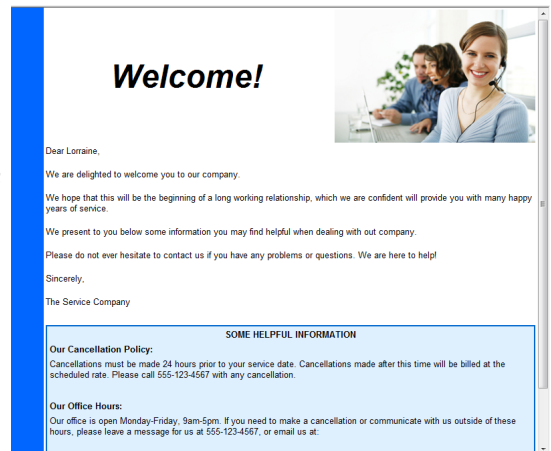 Welcome!
Dear Lorraine,
We are delighted to welcome you to our company.
We hope that this will be the beginning of a long working relationship, which we are confident will provide you with many happy
years of service.
We present to you below some information you may find helpful when dealing with out company.
Please do not ever hesitate to contact us if you have any problems or questions. We are here to help!
Sincerely,
The Service Company
SOME HELPFUL INFORMATION
Our Cancellation Policy:
Cancellations must be made 24 hours prior to your service date. Cancellations made after this time will be billed at the
scheduled rate. Please call 555-123-4567 with any cancellation.
Our Office Hours:
Our office is open Monday-Friday, 9am-5pm. If you need to make a cancellation or communicate with us outside of these
hours, please leave a message for us at 555-123-4567, or email us at: